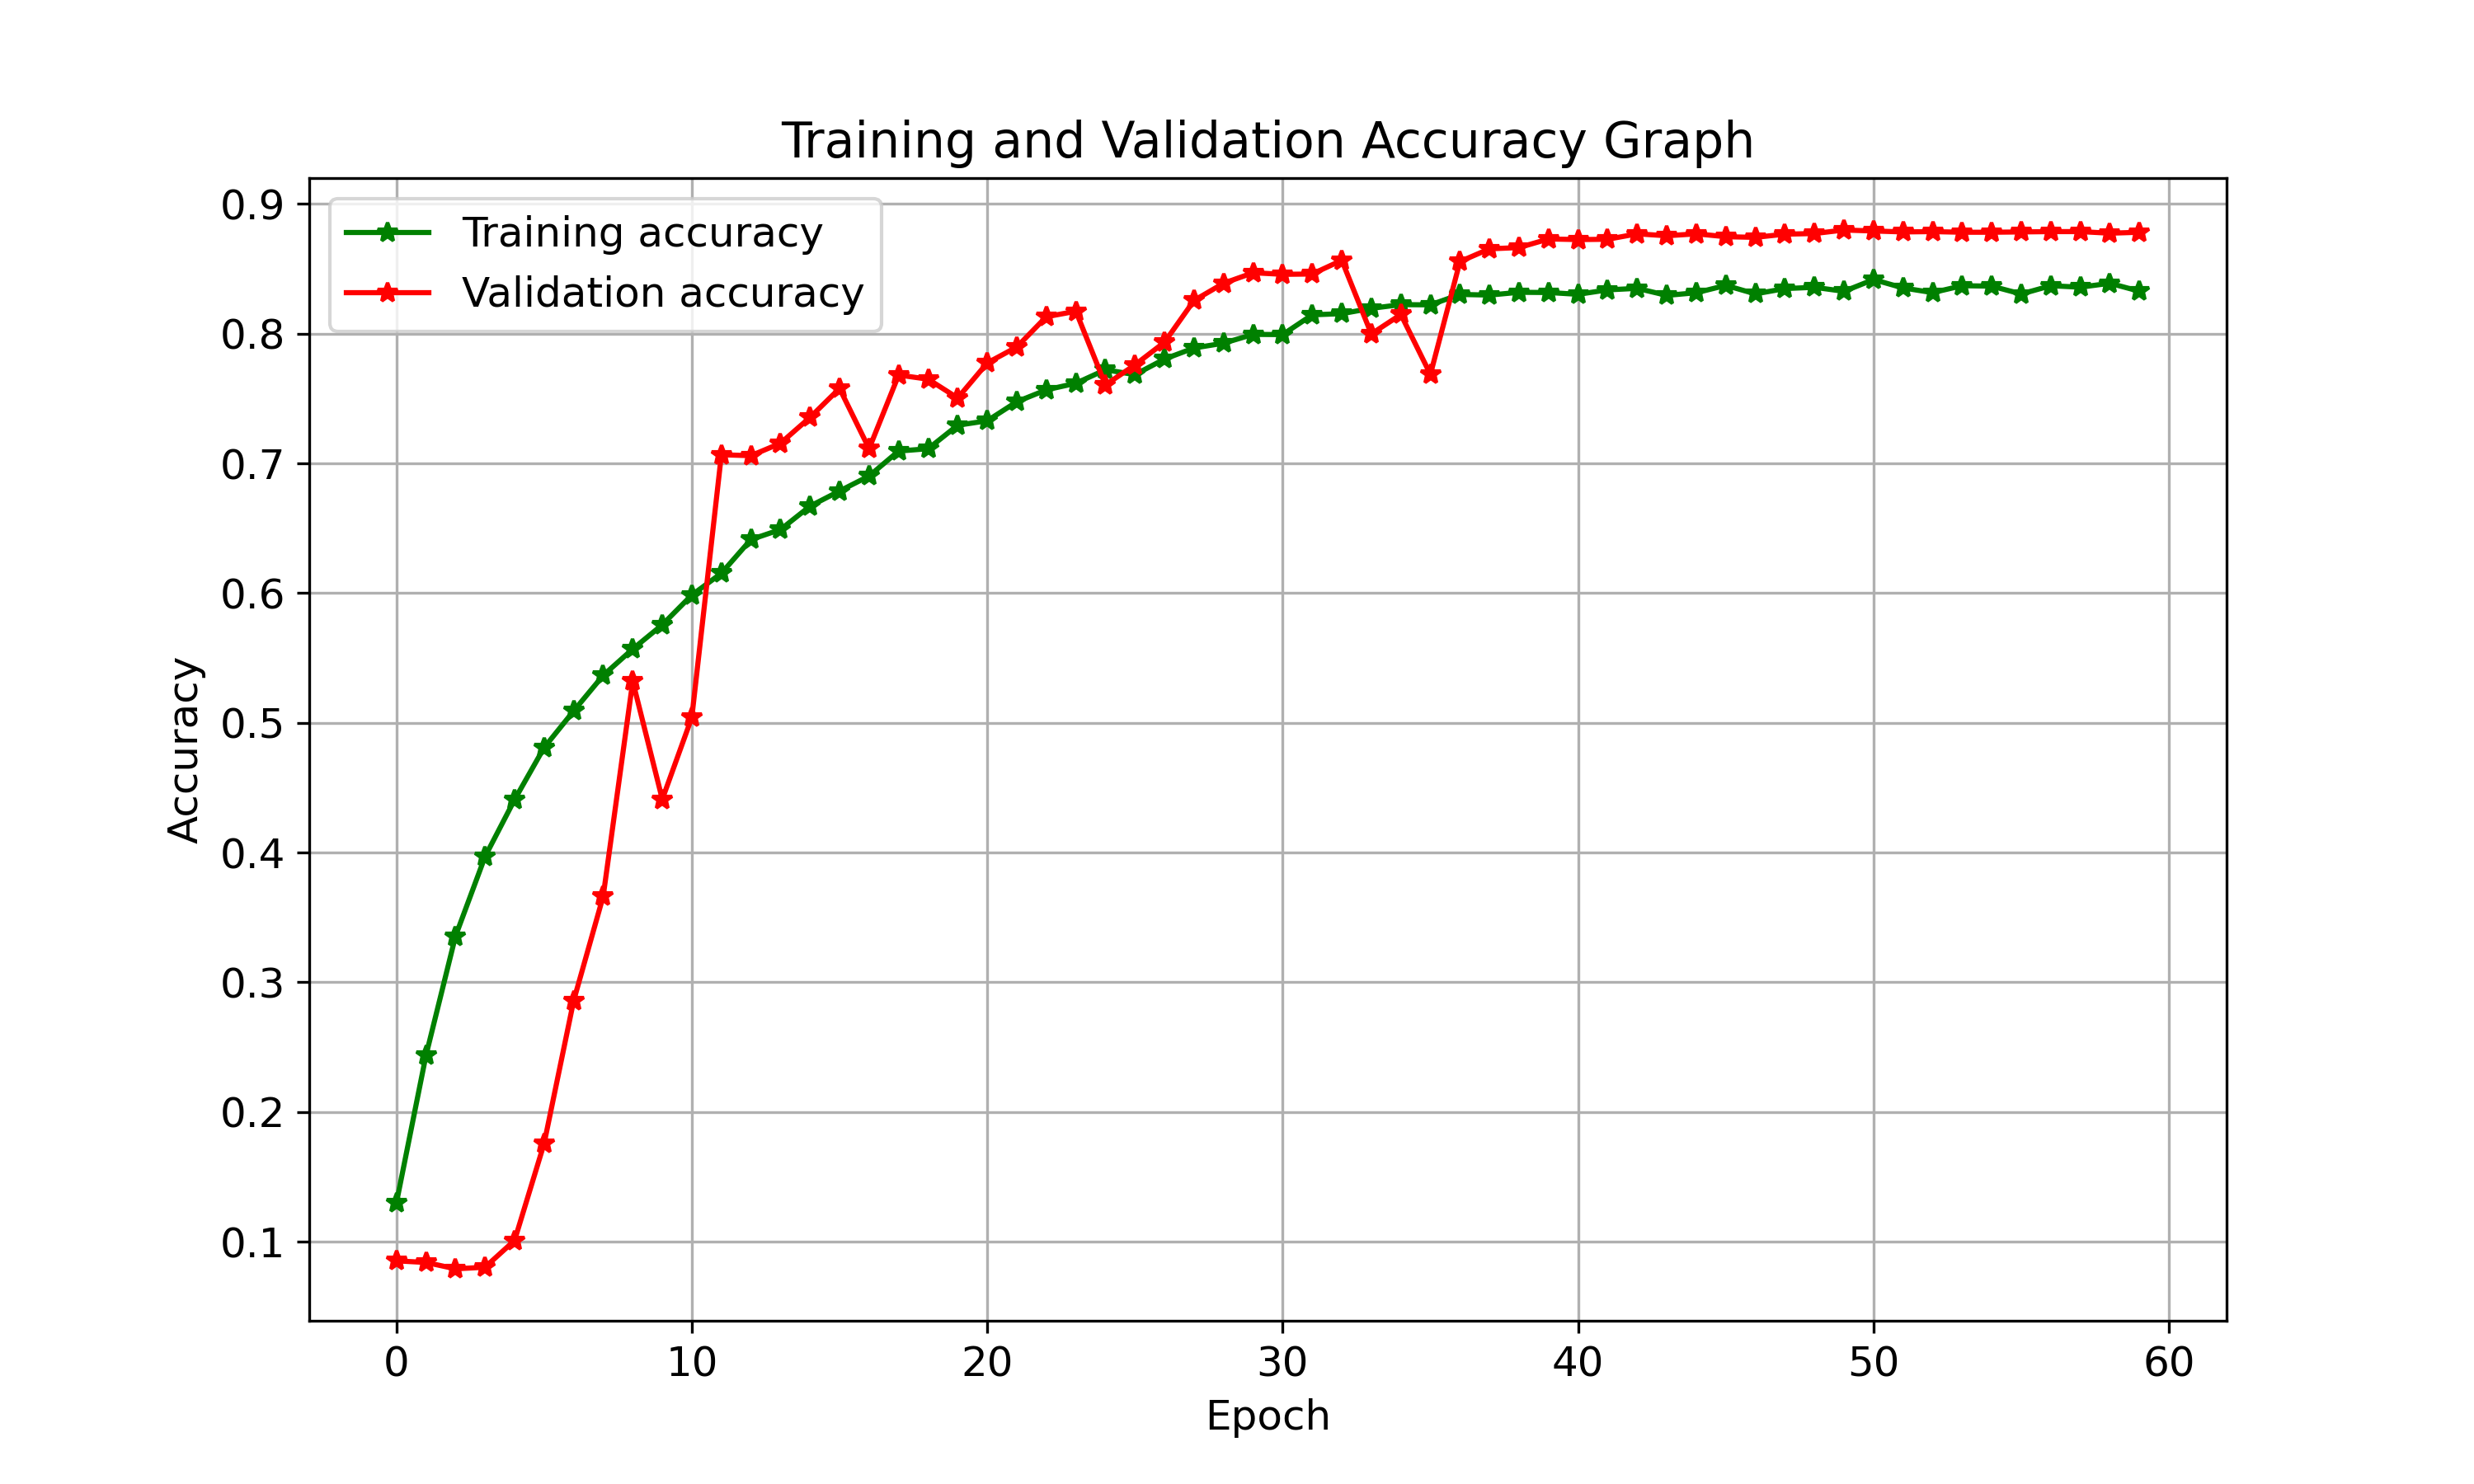 Training and Validation Accuracy Graph
Training accuracy
Validation accuracy
Accuracy
0.9
0.8
0.7
0.6
0.5
0.4
0.3
0.2
0.1
0 10 20 30 40 50 60
Epoch